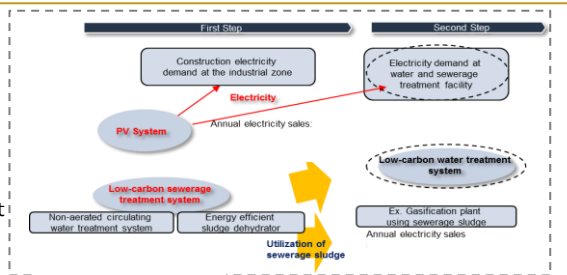 First Step
Second Step
Construction electricity
demand at the industrial zone
Electricity demand at
water and sewerage
treatment facility
Electricity
Annual electricity sales:
PV System
Low-carbon water treatment
system
Low-carbon sewerage
treatment system
t
Non-aerated circulating
water treatment system
Energy efficient
sludge dehydrator
Ex. Gasification plant
using sewerage sludge
Utilization of
sewerage sludge
Annual electricity sales